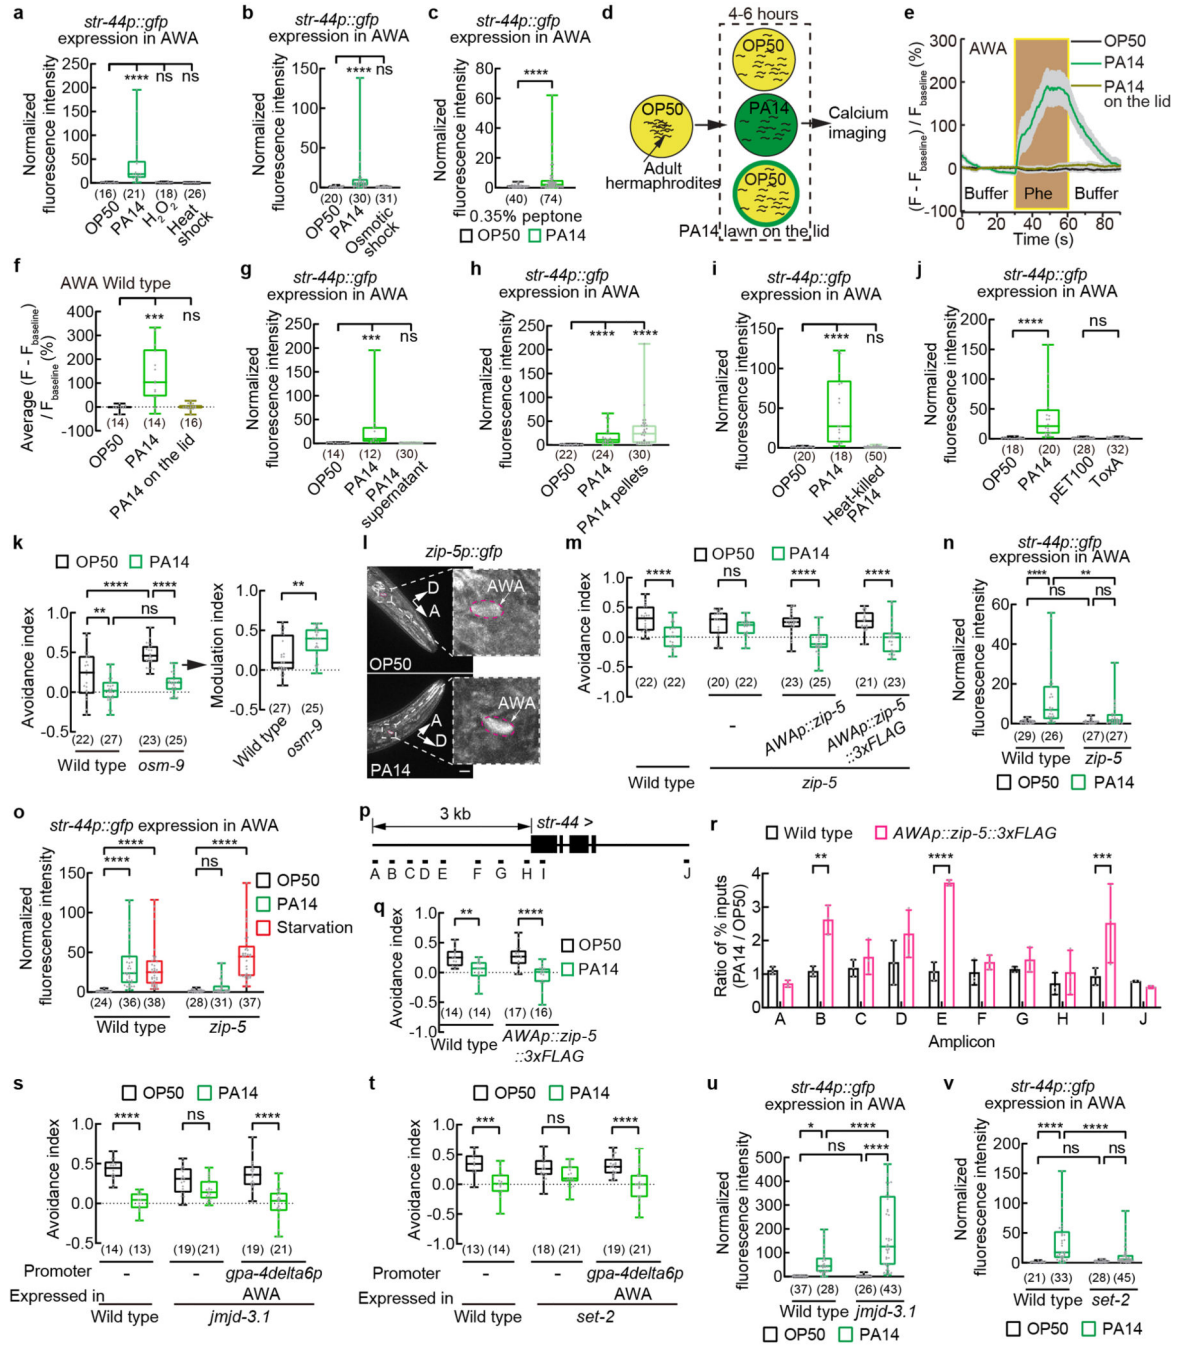 a
str-44p::gfp
expression in AWA
Normalized
fluorescence intensity
250
200
150
100
50
0
**** ns ns
(16) (21) (18) (26)
OP50
PA14
H2O2
Heat
shock
b
str-44p::gfp
expression in AWA
Normalized
fluorescence intensity
150
100
50
0
**** ns
(20) (30) (31)
OP50
PA14
Osmotic
shock
c
str-44p::gfp
expression in AWA
Normalized
fluorescence intensity
80
60
40
20
0
****
(40) (74)
0.35% peptone
OP50 PA14
d
4-6 hours
OP50
Adult
hermaphrodites
OP50
PA14
OP50
PA14 lawn on the lid
Calcium
imaging
e
AWA
(F - Fbaseline) / Fbaseline (%)
300
200
100
0
-100
OP50
PA14
PA14
on the lid
Buffer Phe Buffer
0 20 40 60 80
Time (s)
f
AWA Wild type
Average (F - Fbaseline)
/ Fbaseline (%)
400
300
200
100
0
-100
*** ns
(14) (14) (16)
OP50
PA14
PA14 on the lid
g
str-44p::gfp
expression in AWA
Normalized
fluorescence intensity
250
200
150
100
50
0
*** ns
(14) (12) (30)
OP50
PA14
PA14
supernatant
h
str-44p::gfp
expression in AWA
Normalized
fluorescence intensity
250
200
150
100
50
0
**** ****
(22) (24) (30)
OP50
PA14
PA14 pellets
i
str-44p::gfp
expression in AWA
Normalized
fluorescence intensity
150
100
50
0
**** ns
(20) (18) (50)
OP50
PA14
Heat-killed
PA14
j
str-44p::gfp
expression in AWA
Normalized
fluorescence intensity
200
150
100
50
0
**** ns
(18) (20) (28) (32)
OP50
PA14
pET100
ToxA
k
OP50 PA14
Avoidance index
1.0
0.5
0.0
-0.5
**** ****
** ns
(22) (27) (23) (25)
Wild type osm-9
Modulation index
1.0
0.5
0.0
-0.5
**
(27) (25)
Wild type
osm-9
l
zip-5p::gfp
AWA
D
A
OP50
AWA
A
D
PA14
m
OP50 PA14
Avoidance index
1.0
0.5
0.0
-0.5
-1.0
**** ns **** ****
(22) (22) (20) (22) (23) (25) (21) (23)
-
AWAp::zip-5
AWAp::zip-5
::3xFLAG
Wild type zip-5
n
str-44p::gfp
expression in AWA
Normalized
fluorescence intensity
60
40
20
0
**** **
ns ns
(29) (26) (27) (27)
Wild type zip-5
OP50 PA14
o
str-44p::gfp expression in AWA
Normalized
fluorescence intensity
150
100
50
0
**** ****
**** ns
OP50
PA14
Starvation
(24) (36) (38) (28) (31) (37)
Wild type zip-5
p
3 kb
str-44 >
A B C D E F G H I J
q
Avoidance index
1.0
0.5
0.0
-0.5
-1.0
** ****
OP50
PA14
(14) (14) (17) (16)
Wild type AWAp::zip-5
::3xFLAG
r
Wild type AWAp::zip-5::3xFLAG
Ratio of % inputs
(PA14 / OP50)
4
3
2
1
0
** **** ***
A B C D E F G H I J
Amplicon
s
OP50 PA14
Avoidance index
1.0
0.5
0.0
-0.5
**** ns ****
(14) (13) (19) (21) (19) (21)
Promoter - - gpa-4delta6p
Expressed in AWA
Wild type jmjd-3.1
t
OP50 PA14
Avoidance index
1.0
0.5
0.0
-0.5
-1.0
*** ns ****
(13) (14) (18) (21) (19) (21)
Promoter - - gpa-4delta6p
Expressed in AWA
Wild type set-2
u
str-44p::gfp
expression in AWA
Normalized
fluorescence intensity
500
400
300
200
100
0
* ****
ns ****
(37) (28) (26) (43)
Wild type jmjd-3.1
OP50 PA14
v
str-44p::gfp
expression in AWA
Normalized
fluorescence intensity
200
150
100
50
0
**** ****
ns ns
(21) (33) (28) (45)
Wild type set-2
OP50 PA14